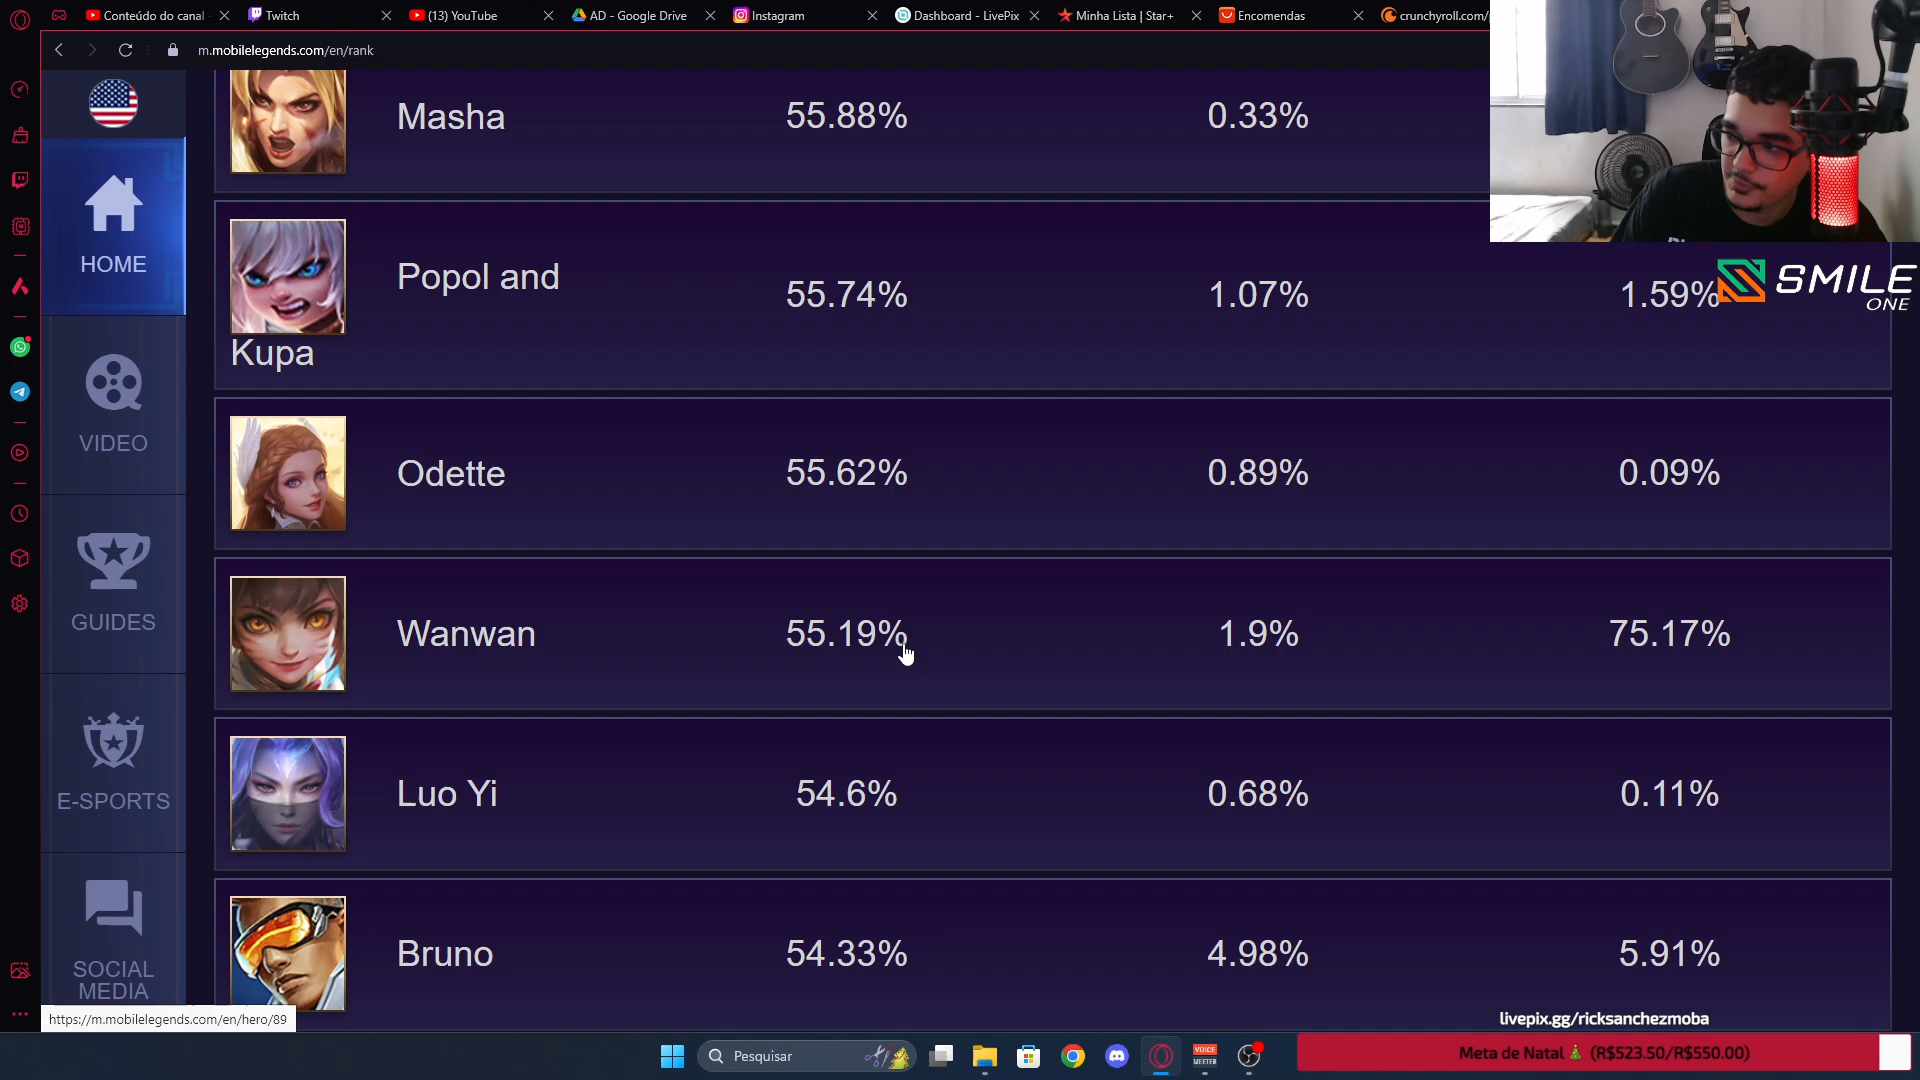 Conteúdo do canal
Twitch
(13) YouTube
AD - Google Drive
Instagram
Dashboard - LivePix
Minha Lista | Star+
Encomendas
crunchyroll.com/
m.mobilelegends.com/en/rank
HOME
VIDEO
GUIDES
E-SPORTS
SOCIAL
MEDIA
Masha 55.88% 0.33%
Popol and
Kupa 55.74% 1.07% 1.59%
Odette 55.62% 0.89% 0.09%
Wanwan 55.19% 1.9% 75.17%
Luo Yi 54.6% 0.68% 0.11%
Bruno 54.33% 4.98% 5.91%
SMILE
ONE
https://m.mobilelegends.com/en/hero/89
livepix.gg/ricksanchezmoba
Pesquisar
VOICE
MEETER
Meta de Natal🎄 (R$523.50/R$550.00)